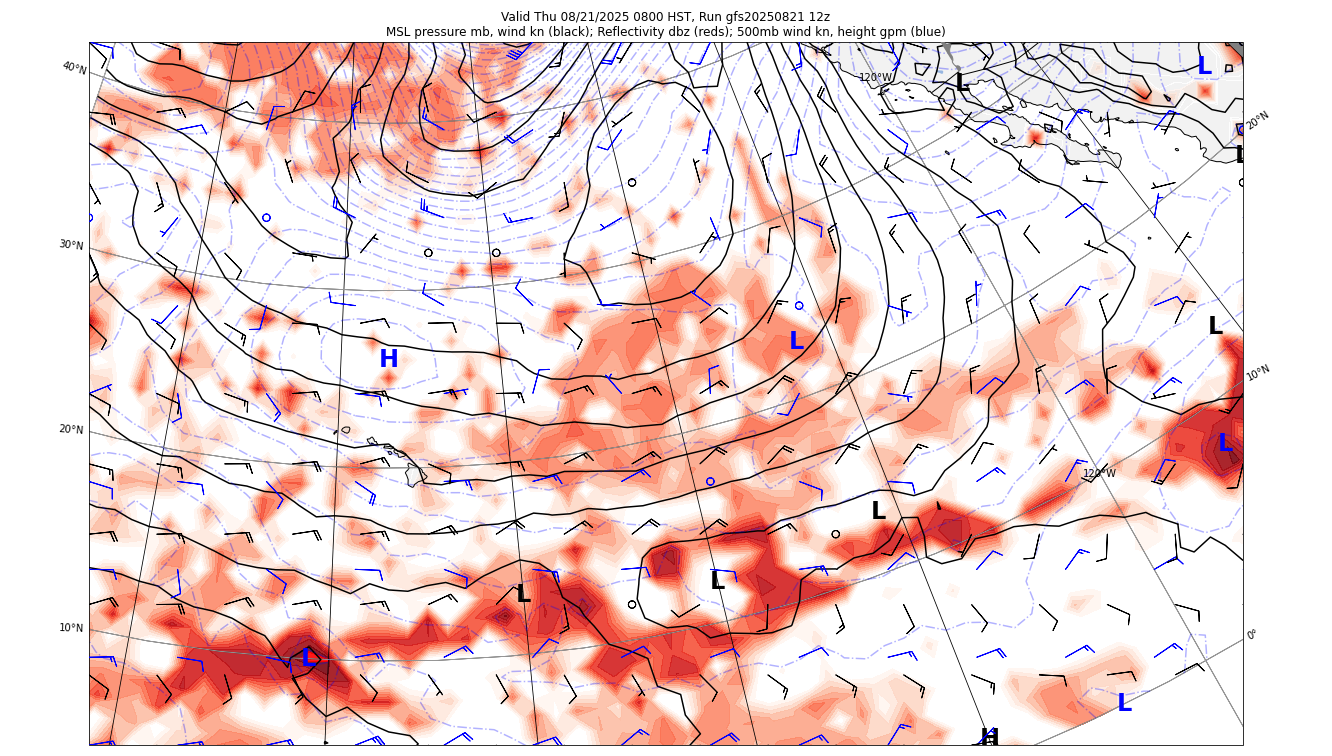 Valid Thu 08/21/2025 0800 HST, Run gfs20250821 12z
MSL pressure mb, wind kn (black); Reflectivity dbz (reds); 500mb wind kn, height gpm (blue)
40°N
120°W
L
L
20°N
L
30°N
L
L
H
10°N
20°N
L
120°W
L
L
L
10°N
0°
L
L
H